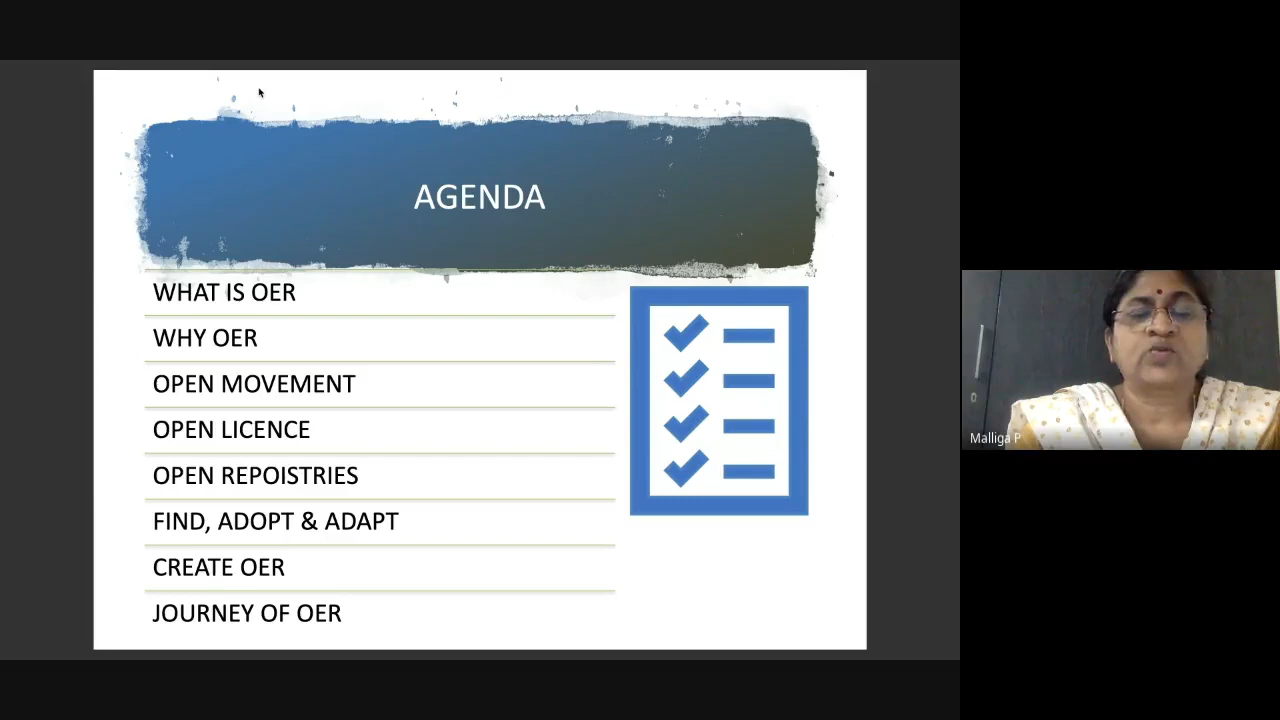 AGENDA
WHAT IS OER
WHY OER
OPEN MOVEMENT
OPEN LICENCE
OPEN REPOISTRIES
FIND, ADOPT & ADAPT
CREATE OER
JOURNEY OF OER
Malliga P